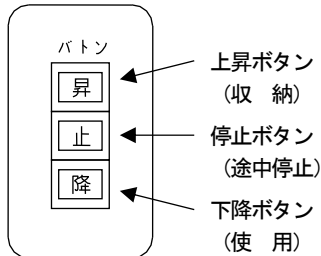 バトン
昇
止
降
上昇ボタン
（収　納）
停止ボタン
（途中停止）
下降ボタン
（使　用）